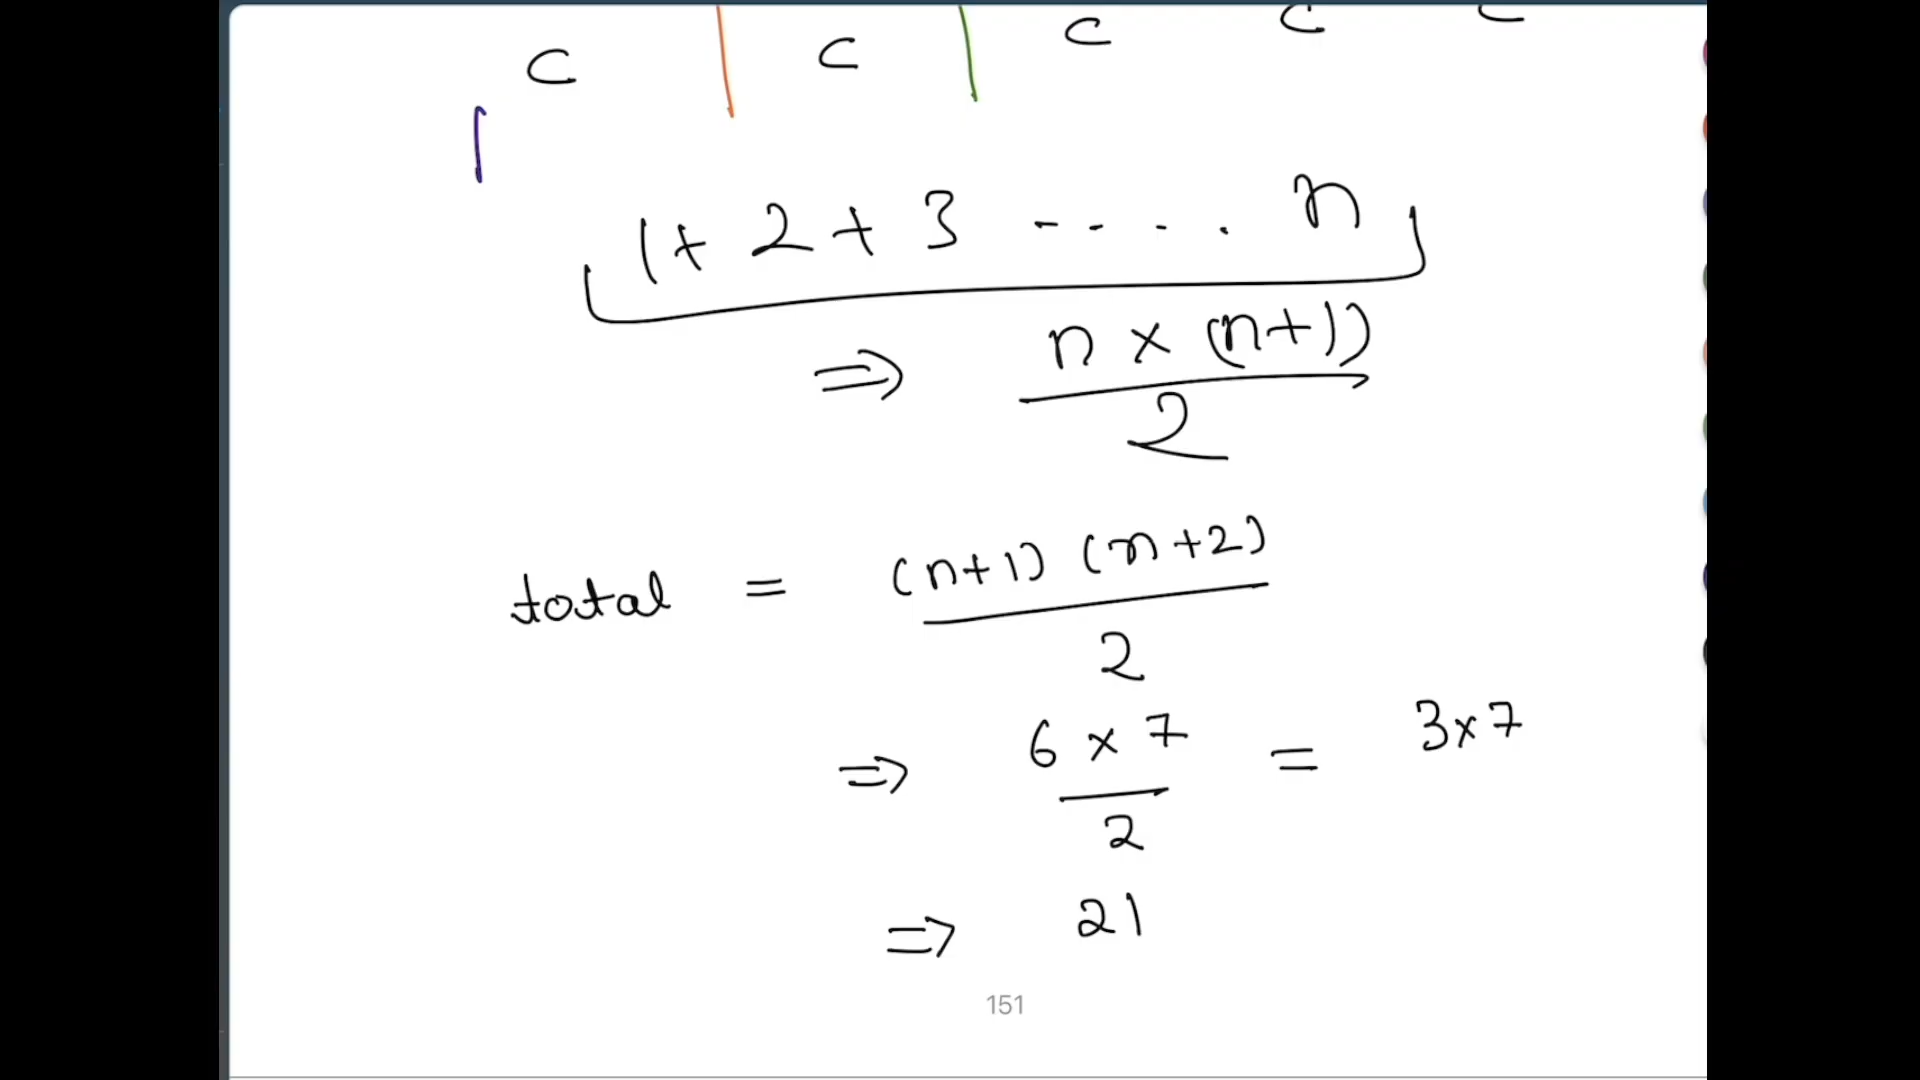 c c c c c
1 + 2 + 3 - - - - . n
⇒ n × (n+1)
2
total = (n+1) (n+2)
2
⇒ 6 × 7 = 3×7
2
⇒ 21
151